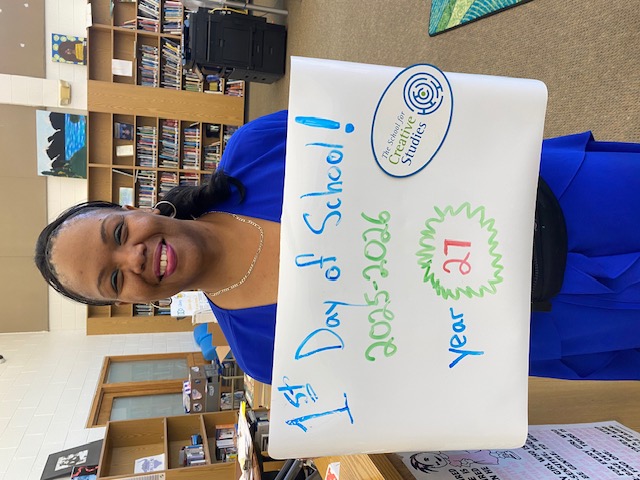 1st Day of School!
2025-2026
year 27
The School for
Creative
Studies